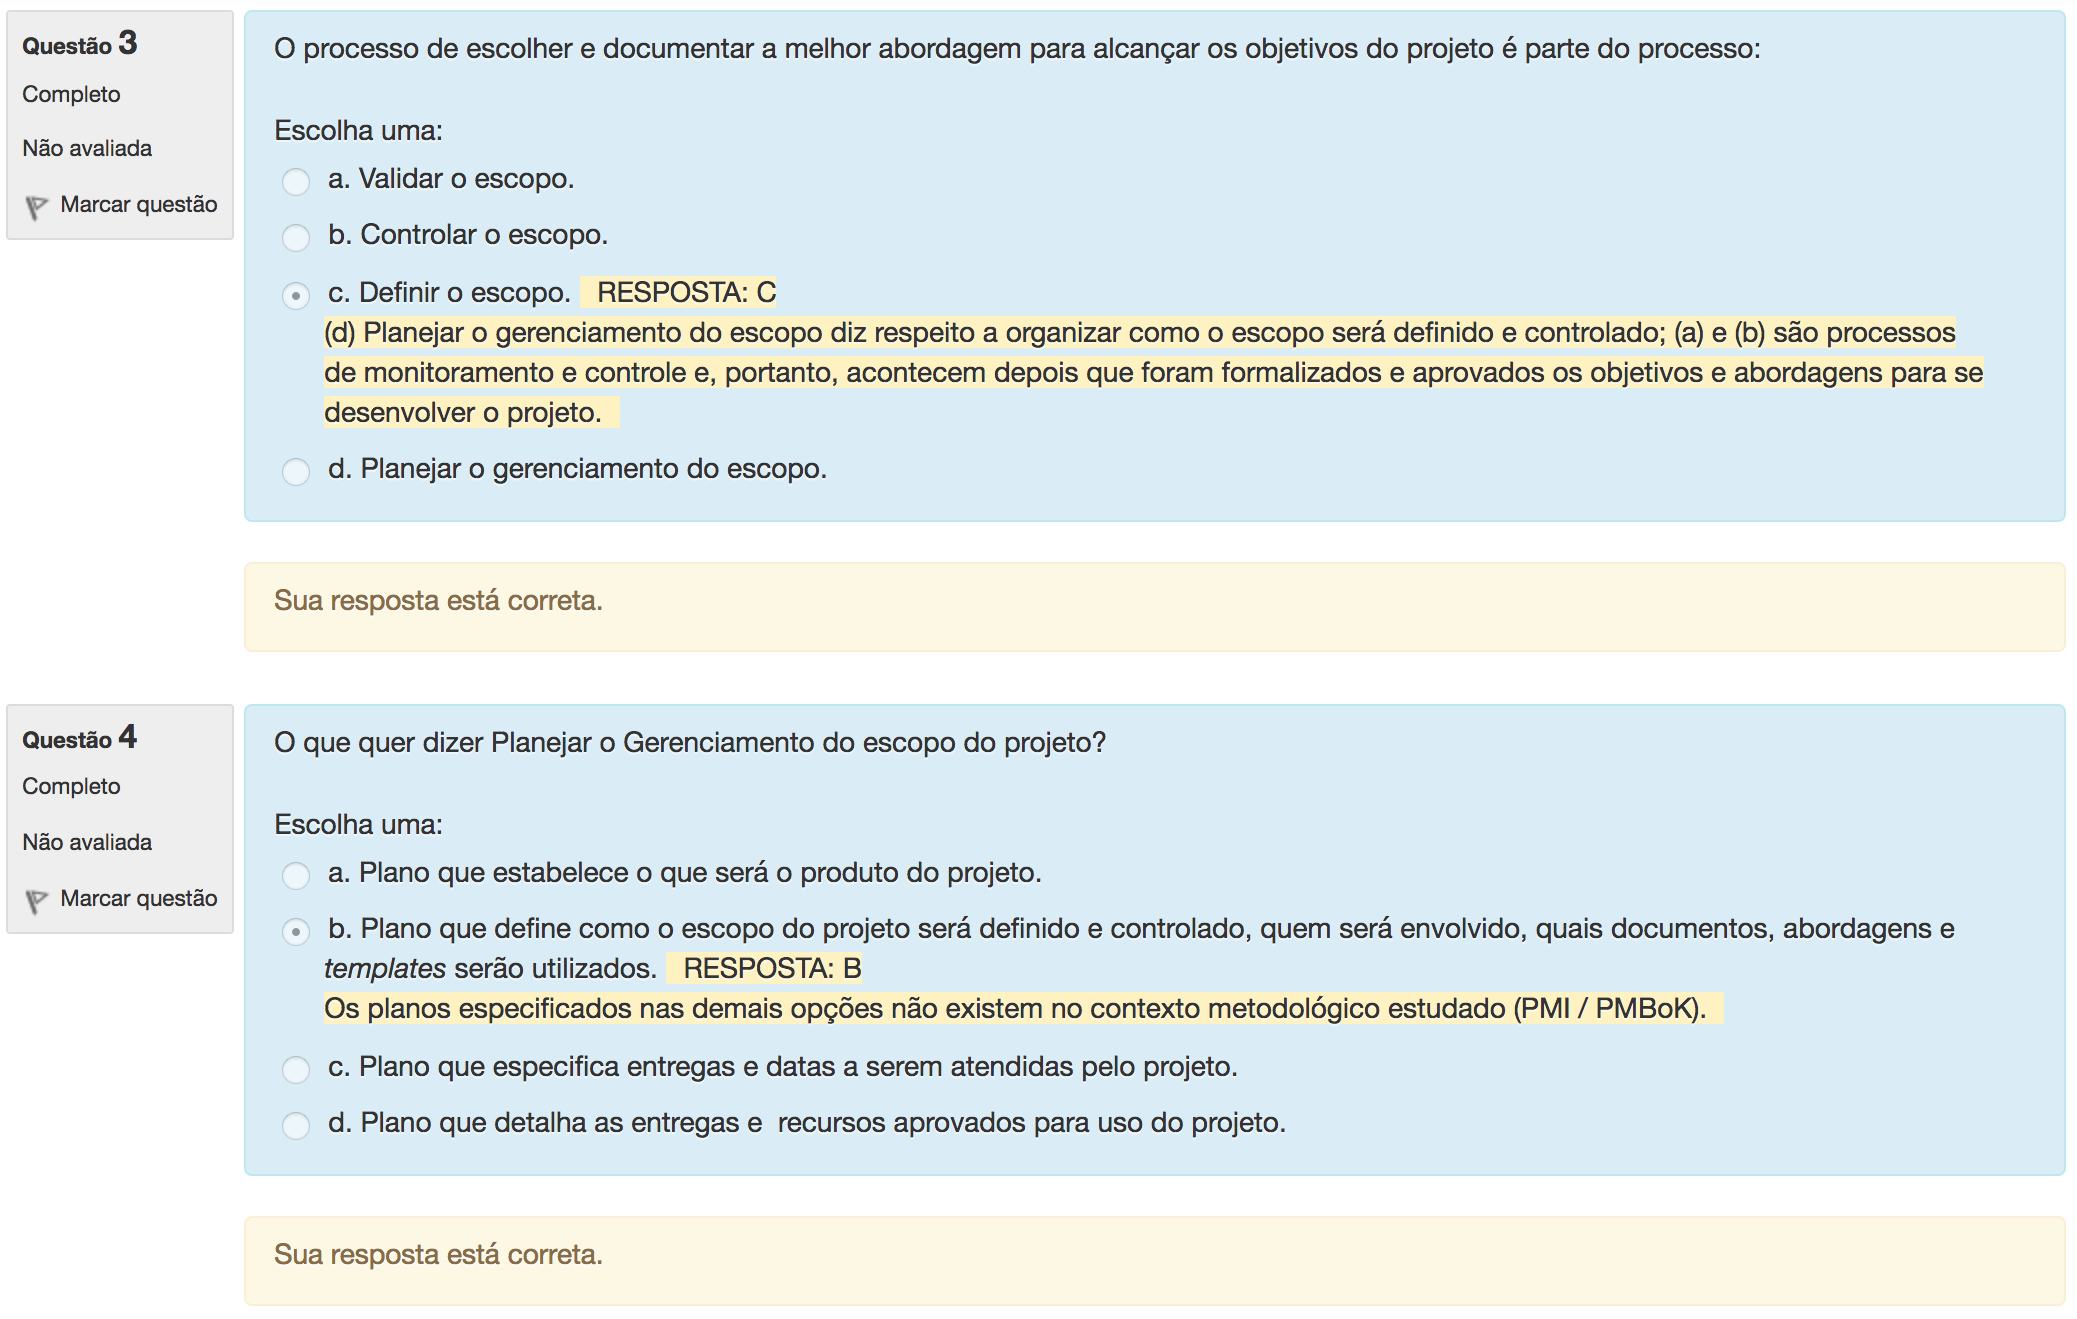 Questão 3
Completo
Não avaliada
Marcar questão
O processo de escolher e documentar a melhor abordagem para alcançar os objetivos do projeto é parte do processo:
Escolha uma:
a. Validar o escopo.
b. Controlar o escopo.
c. Definir o escopo. RESPOSTA: C
(d) Planejar o gerenciamento do escopo diz respeito a organizar como o escopo será definido e controlado; (a) e (b) são processos
de monitoramento e controle e, portanto, acontecem depois que foram formalizados e aprovados os objetivos e abordagens para se
desenvolver o projeto.
d. Planejar o gerenciamento do escopo.
Sua resposta está correta.
Questão 4
Completo
Não avaliada
Marcar questão
O que quer dizer Planejar o Gerenciamento do escopo do projeto?
Escolha uma:
a. Plano que estabelece o que será o produto do projeto.
b. Plano que define como o escopo do projeto será definido e controlado, quem será envolvido, quais documentos, abordagens e
templates serão utilizados. RESPOSTA: B
Os planos especificados nas demais opções não existem no contexto metodológico estudado (PMI / PMBoK).
c. Plano que especifica entregas e datas a serem atendidas pelo projeto.
d. Plano que detalha as entregas e  recursos aprovados para uso do projeto.
Sua resposta está correta.